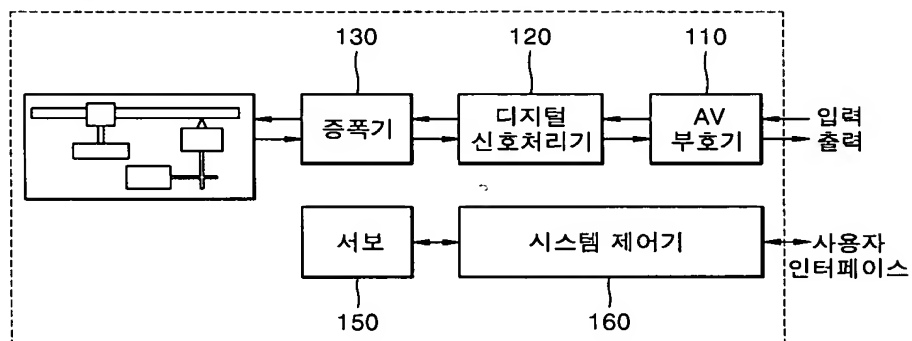 130
120
110
증폭기
디지털
신호처리기
AV
부호기
입력
출력
서보
시스템 제어기
사용자
인터페이스
150
160